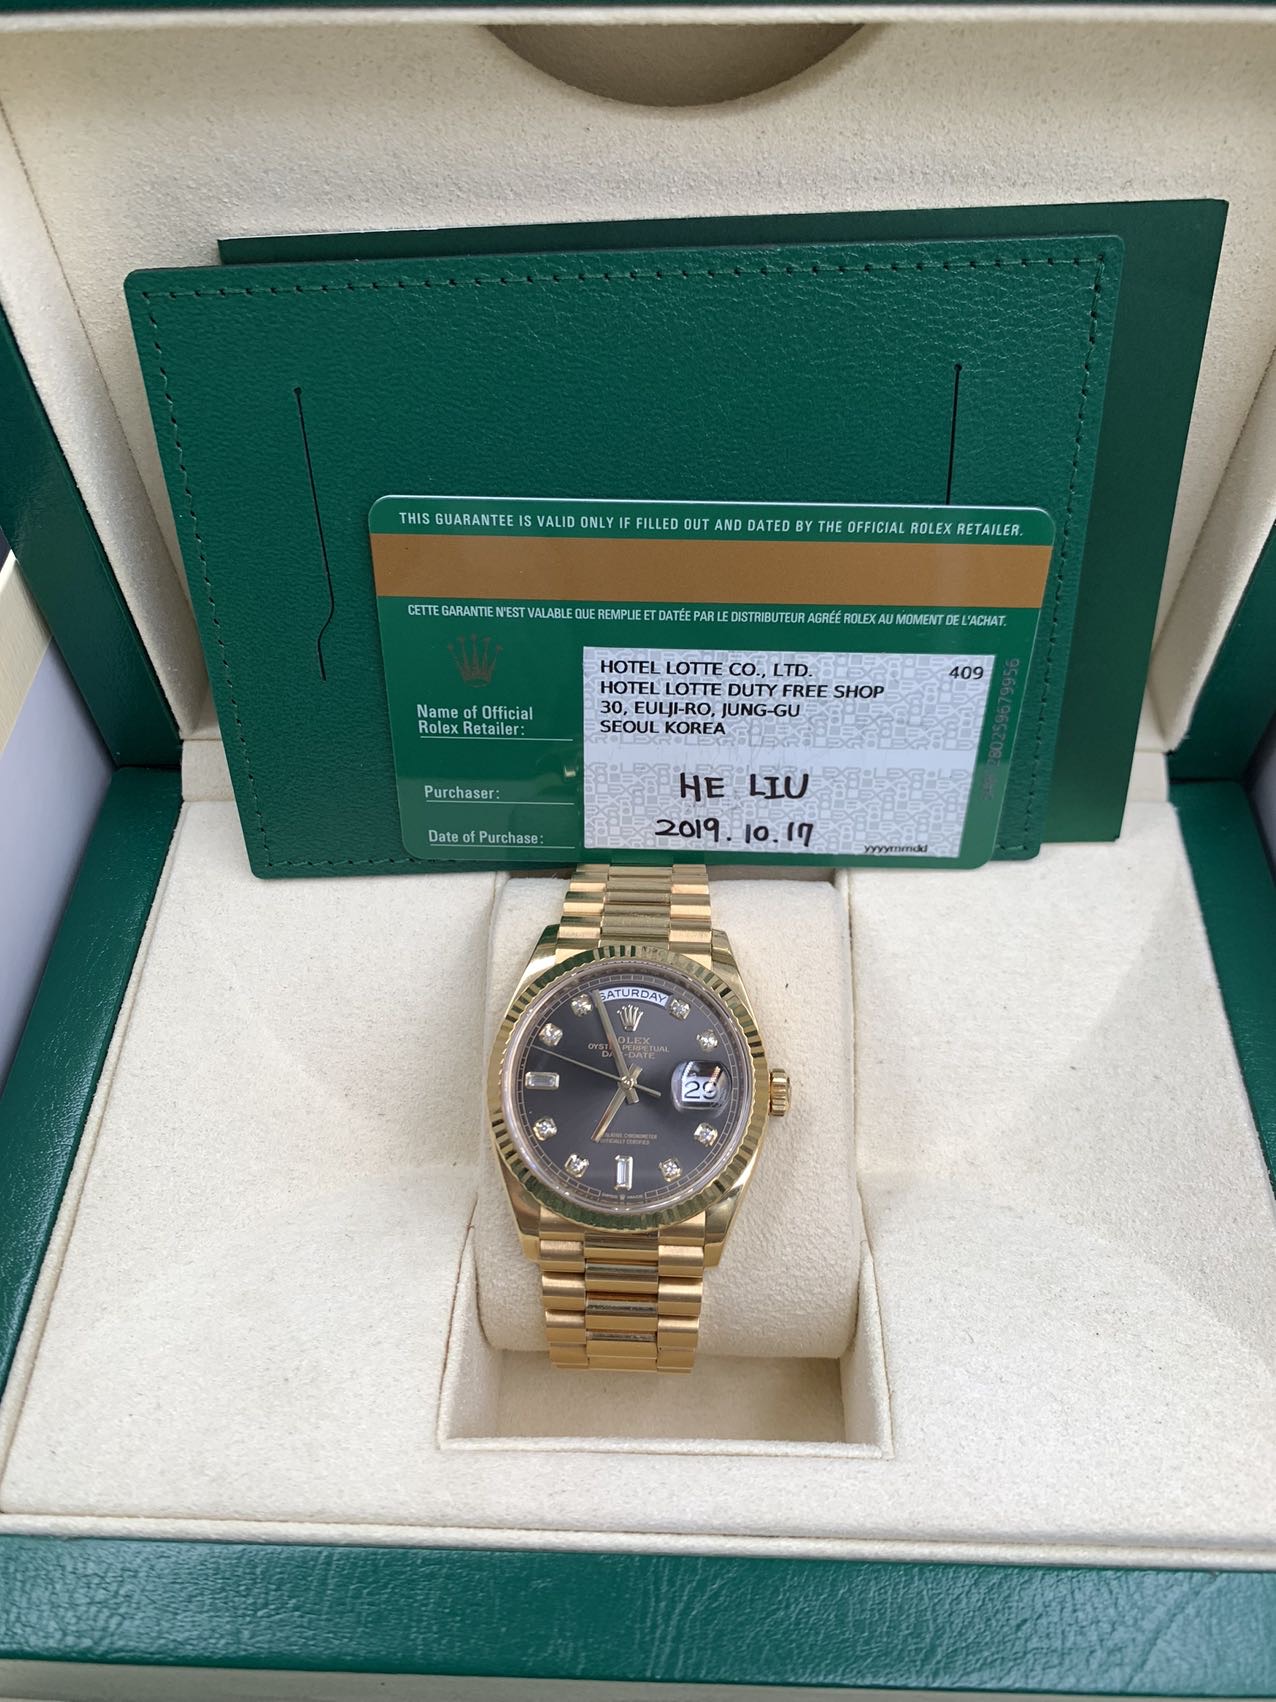 THIS GUARANTEE IS VALID ONLY IF FILLED OUT AND DATED BY THE OFFICIAL ROLEX RETAILER.
CETTE GARANTIE N'EST VALABLE QUE REMPLIE ET DATÉE PAR LE DISTRIBUTEUR AGRÉÉ ROLEX AU MOMENT DE L'ACHAT.
HOTEL LOTTE CO., LTD. 409
HOTEL LOTTE DUTY FREE SHOP
30, EULJI-RO, JUNG-GU
SEOUL KOREA
Name of Official
Rolex Retailer:
Purchaser: HE LIU
Date of Purchase: 2019.10.17
yyyymmdd
SATURDAY
OYSTER PERPETUAL
DAY-DATE
29
OFFICIALLY CERTIFIED